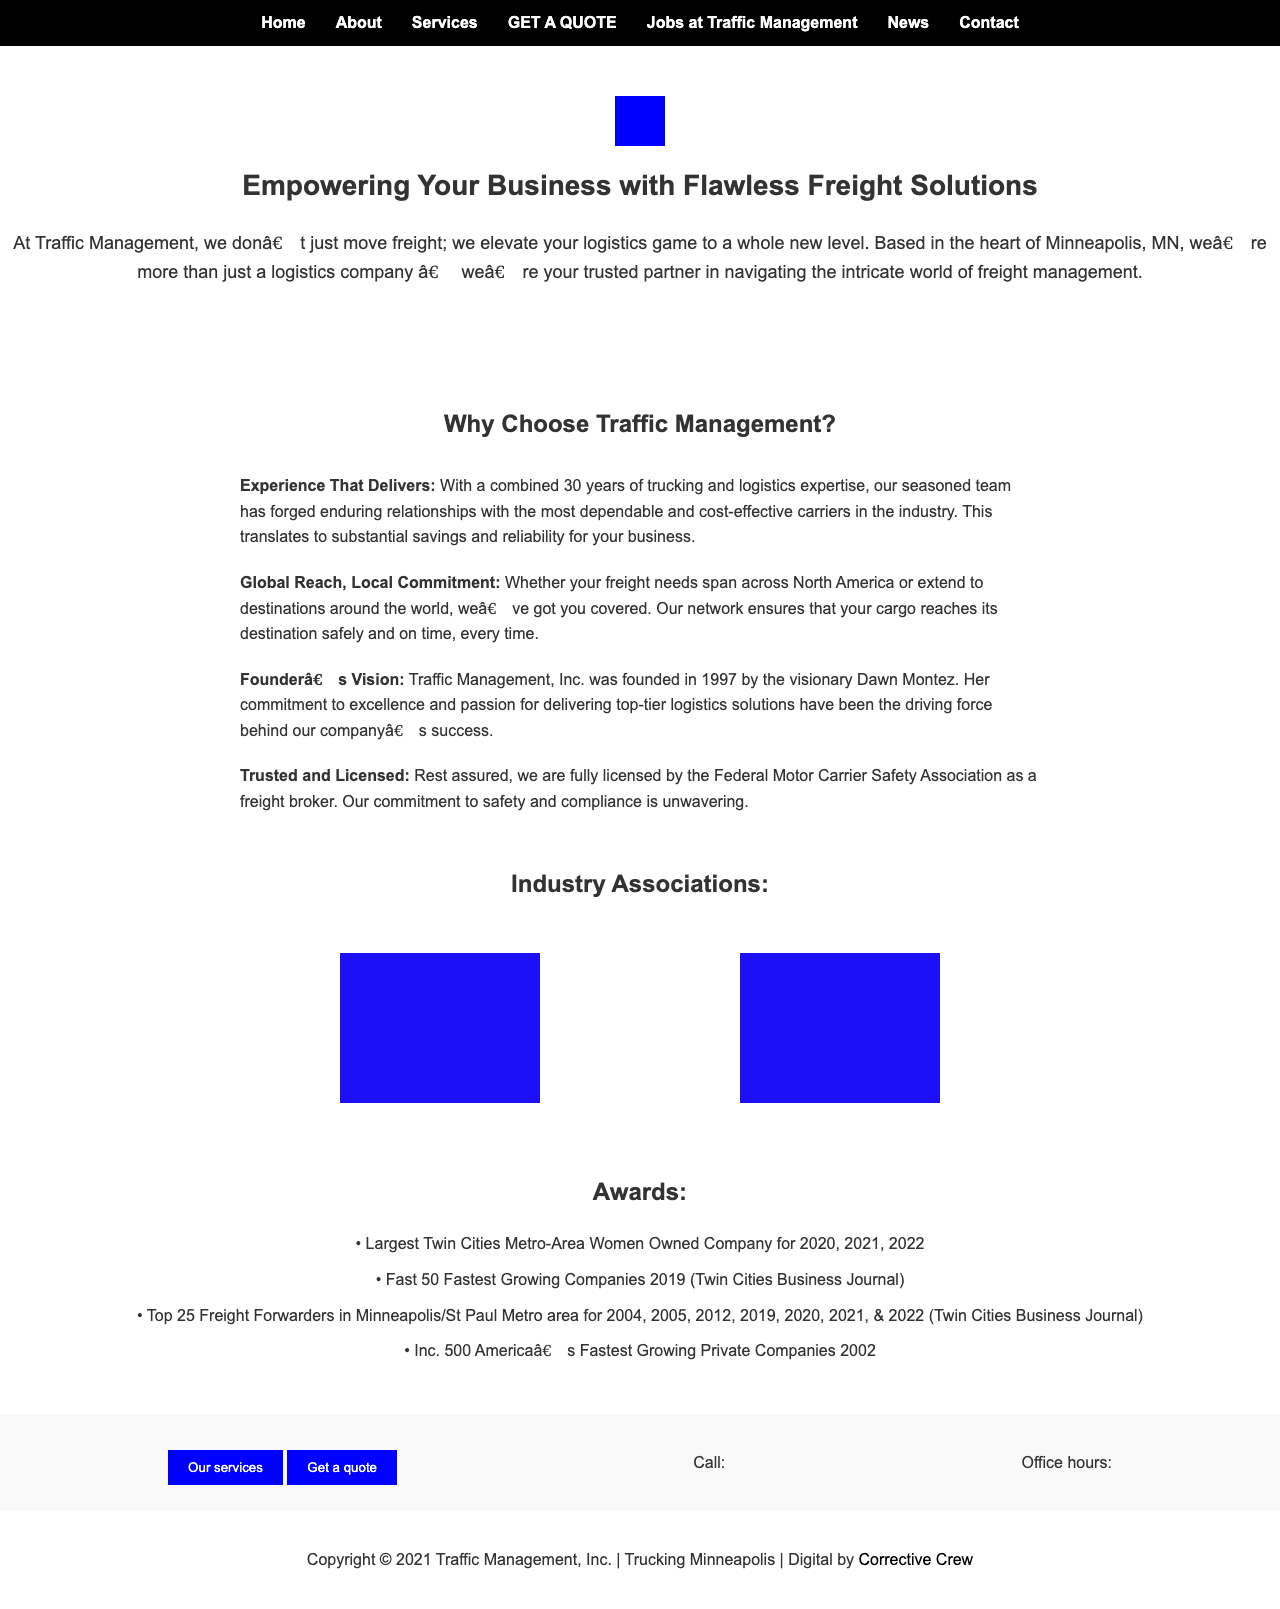 Home About Services GET A QUOTE Jobs at Traffic Management News Contact
Empowering Your Business with Flawless Freight Solutions
At Traffic Management, we donâ€ t just move freight; we elevate your logistics game to a whole new level. Based in the heart of Minneapolis, MN, weâ€ re
more than just a logistics company â€ weâ€ re your trusted partner in navigating the intricate world of freight management.
Why Choose Traffic Management?
Experience That Delivers: With a combined 30 years of trucking and logistics expertise, our seasoned team
has forged enduring relationships with the most dependable and cost-effective carriers in the industry. This
translates to substantial savings and reliability for your business.
Global Reach, Local Commitment: Whether your freight needs span across North America or extend to
destinations around the world, weâ€ ve got you covered. Our network ensures that your cargo reaches its
destination safely and on time, every time.
Founderâ€ s Vision: Traffic Management, Inc. was founded in 1997 by the visionary Dawn Montez. Her
commitment to excellence and passion for delivering top-tier logistics solutions have been the driving force
behind our companyâ€ s success.
Trusted and Licensed: Rest assured, we are fully licensed by the Federal Motor Carrier Safety Association as a
freight broker. Our commitment to safety and compliance is unwavering.
Industry Associations:
Awards:
• Largest Twin Cities Metro-Area Women Owned Company for 2020, 2021, 2022
• Fast 50 Fastest Growing Companies 2019 (Twin Cities Business Journal)
• Top 25 Freight Forwarders in Minneapolis/St Paul Metro area for 2004, 2005, 2012, 2019, 2020, 2021, & 2022 (Twin Cities Business Journal)
• Inc. 500 Americaâ€ s Fastest Growing Private Companies 2002
Our services Get a quote Call: Office hours:
Copyright © 2021 Traffic Management, Inc. | Trucking Minneapolis | Digital by Corrective Crew